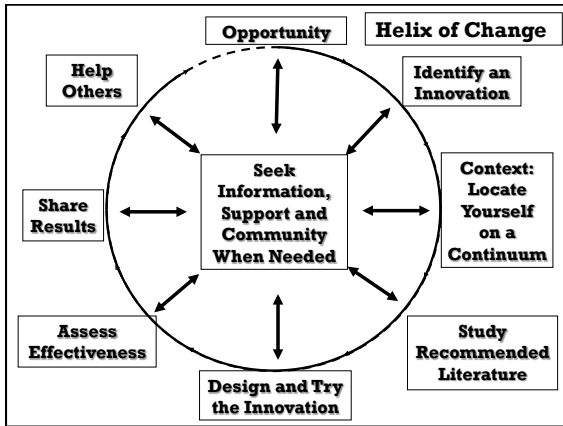 Helix of Change
Opportunity
Identify an
Innovation
Context:
Locate
Yourself
on a
Continuum
Study
Recommended
Literature
Design and Try
the Innovation
Assess
Effectiveness
Share
Results
Help
Others
Seek
Information,
Support and
Community
When Needed